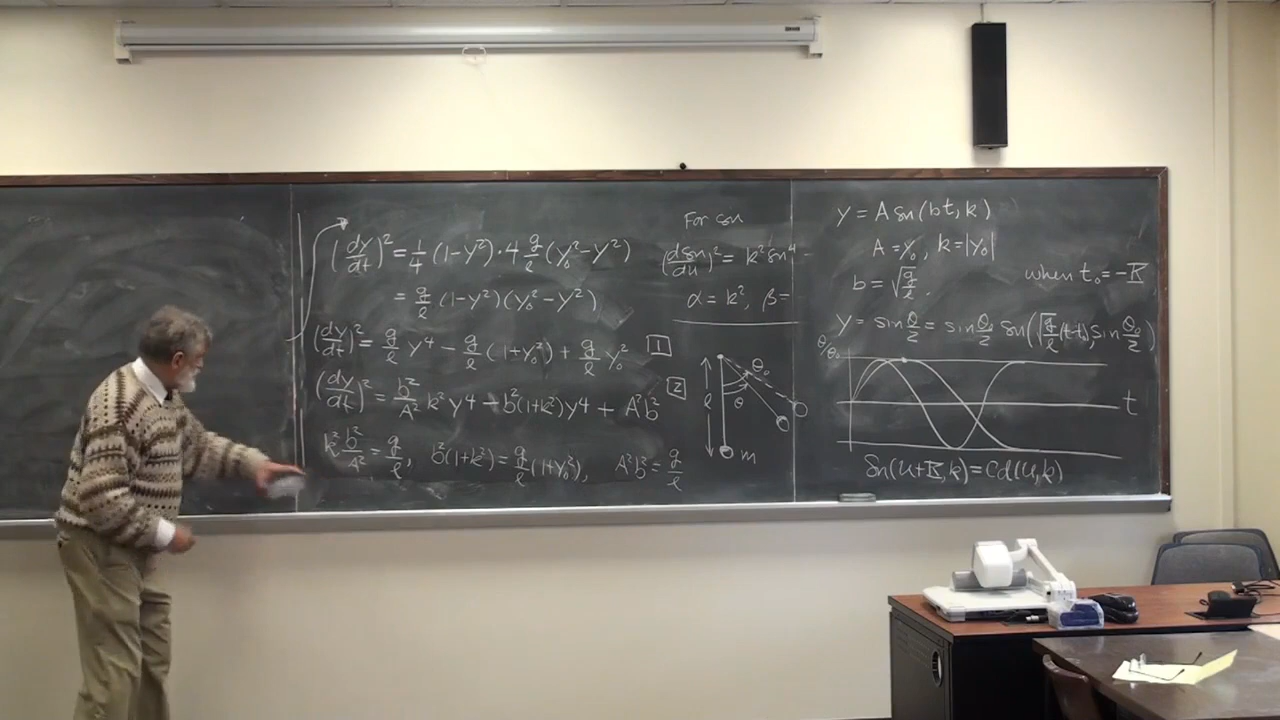 (dy/dt)² = 1/4 (1-y²)·4 g/ℓ (y₀²-y²)
= g/ℓ (1-y²)(y₀²-y²)
(dy/dt)² = g/ℓ y⁴ - g/ℓ (1+y₀²) + g/ℓ y₀² [1]
(dy/dt)² = b²/A² k² y⁴ - b²(1+k²)y⁴ + A²b² [2]
k² b²/A² = g/ℓ, b²(1+k²) = g/ℓ (1+y₀²), A²b² = g/ℓ
For
(dsn/du)² = k² sn⁴ -
α = k², β =
θ₀
ℓ
θ
m
y = A sn(bt, k)
A = y₀, k = |y₀|
b = √(g/ℓ).
when t₀ = -K
y = sin θ/2 = sin θ₀/2 sn(√(g/ℓ)(t-t₀), sin θ₀/2)
θ/θ₀
t
sn(u+K, k) = cd(u, k)